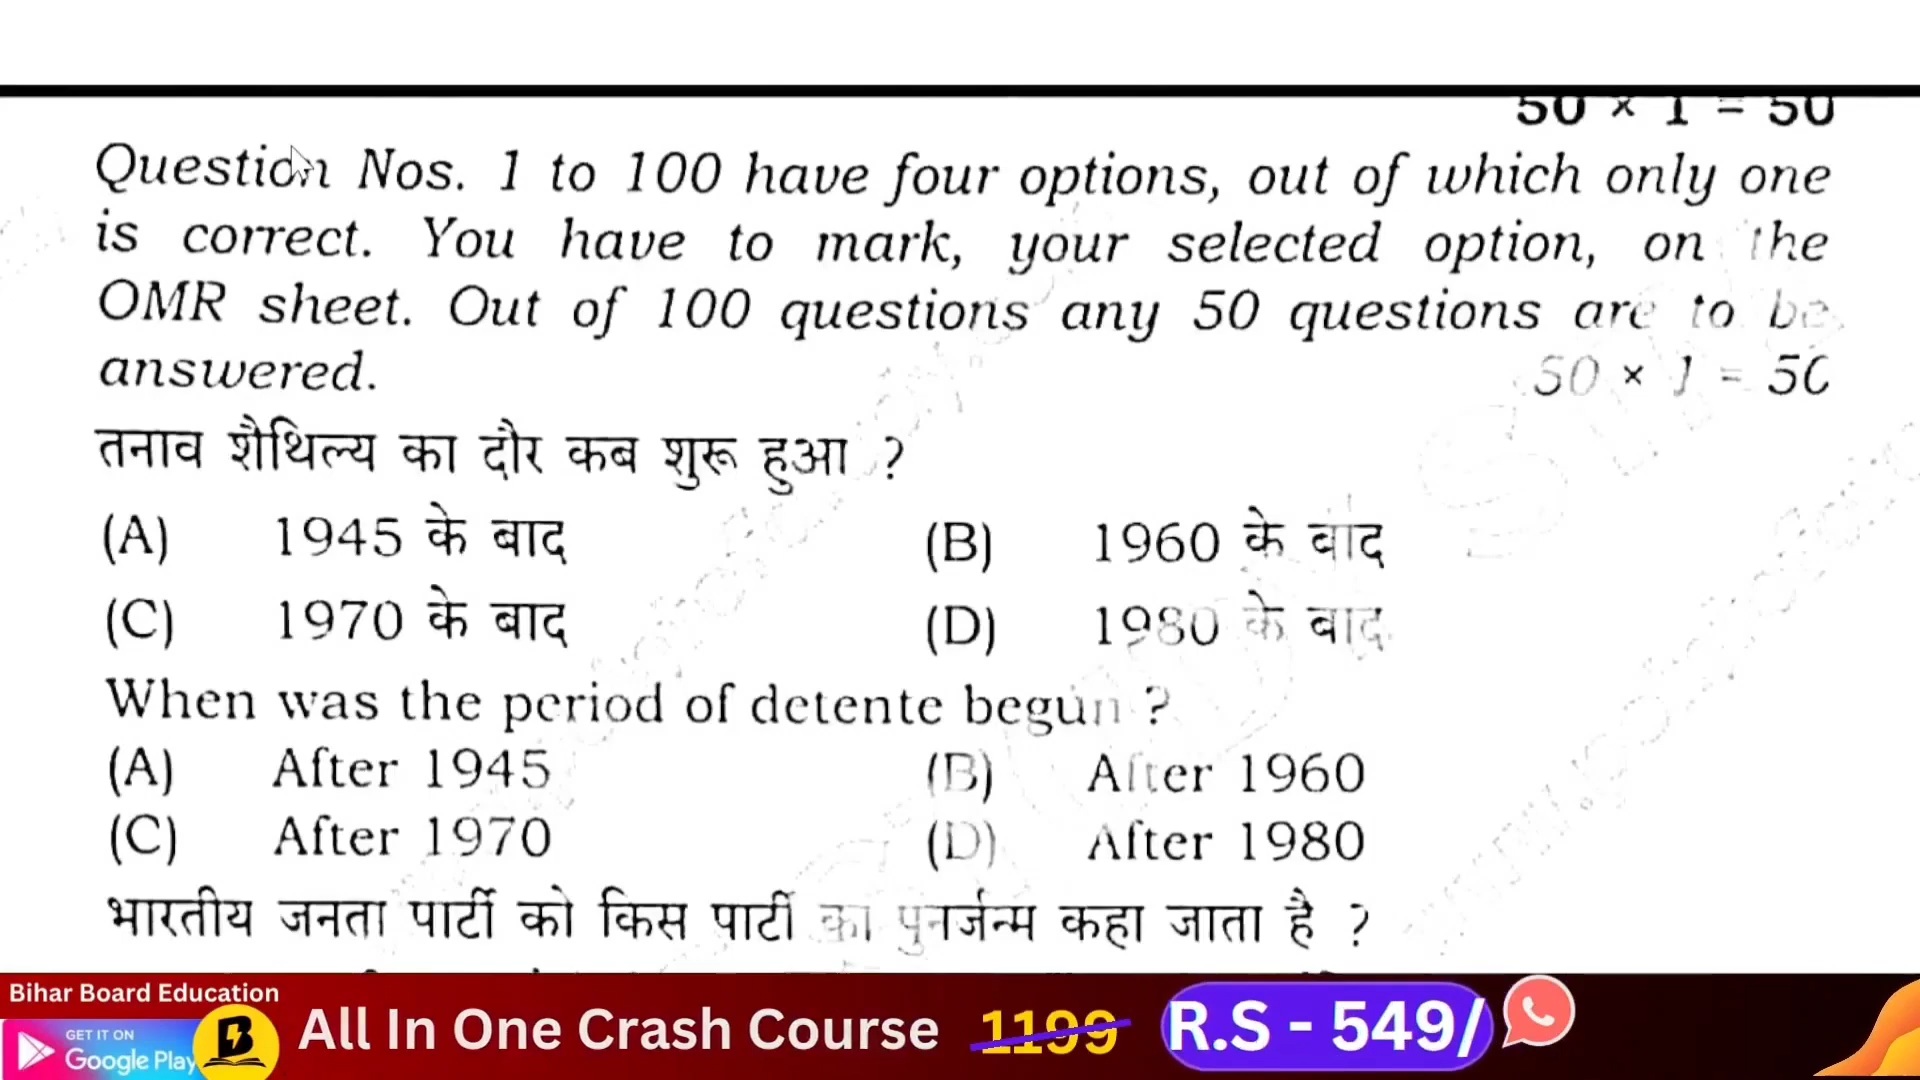 50 × 1 = 50
Question Nos. 1 to 100 have four options, out of which only one
is correct. You have to mark, your selected option, on the
OMR sheet. Out of 100 questions any 50 questions are to be
answered. 50 × 1 = 50
तनाव शैथिल्य का दौर कब शुरू हुआ ?
(A) 1945 के बाद (B) 1960 के बाद
(C) 1970 के बाद (D) 1980 के बाद
When was the period of detente begun ?
(A) After 1945 (B) After 1960
(C) After 1970 (D) After 1980
भारतीय जनता पार्टी को किस पार्टी का पुनर्जन्म कहा जाता है ?
Bihar Board Education
GET IT ON
Google Play
B
All In One Crash Course 1199 R.S - 549/